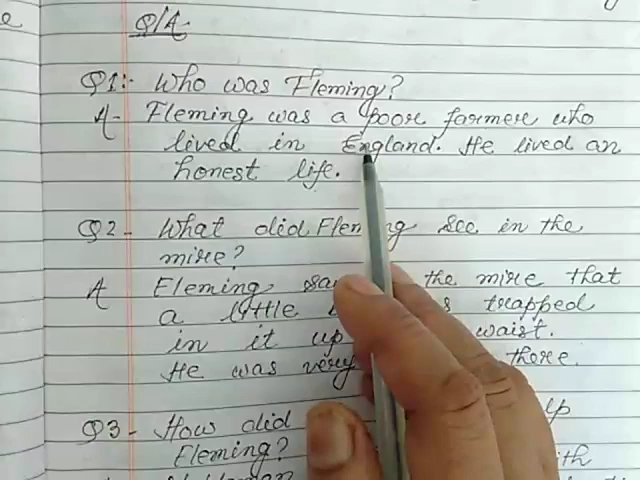 Q/A-
Q1:- Who was Fleming?
A- Fleming was a poor farmer who
lived in England. He lived an
honest life.
Q2- What did Fleming see in the
mire?
A Fleming the mire that
a little trapped
in it up waist.
He was very there.
Q3- How did
Fleming?